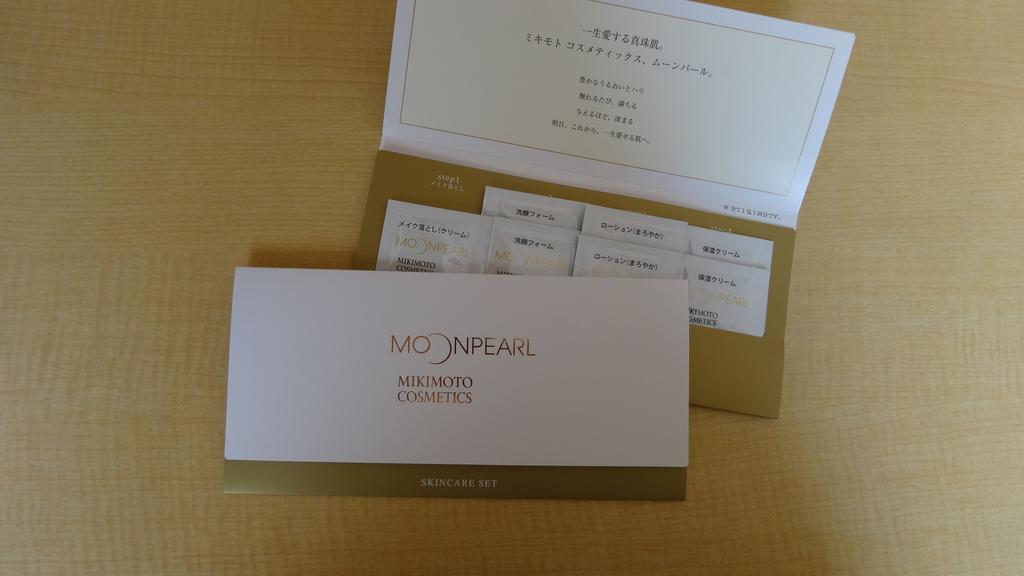 一生愛する真珠肌。
ミキモト コスメティックス、ムーンパール。
豊かなうるおいとハリ
触れるたび、満ちる
与えるほど、深まる
明日、これから、一生愛せる肌へ。
※ 全て1包1回分です。
step1
メイク落とし
メイク落とし(クリーム)
MOONPEARL
MIKIMOTO
COSMETICS
洗顔フォーム
洗顔フォーム
MOONPEARL
ローション(まろやか)
ローション(まろやか)
保湿クリーム
保湿クリーム
MOONPEARL
MIKIMOTO
COSMETICS
MOONPEARL
MIKIMOTO
COSMETICS
SKINCARE SET